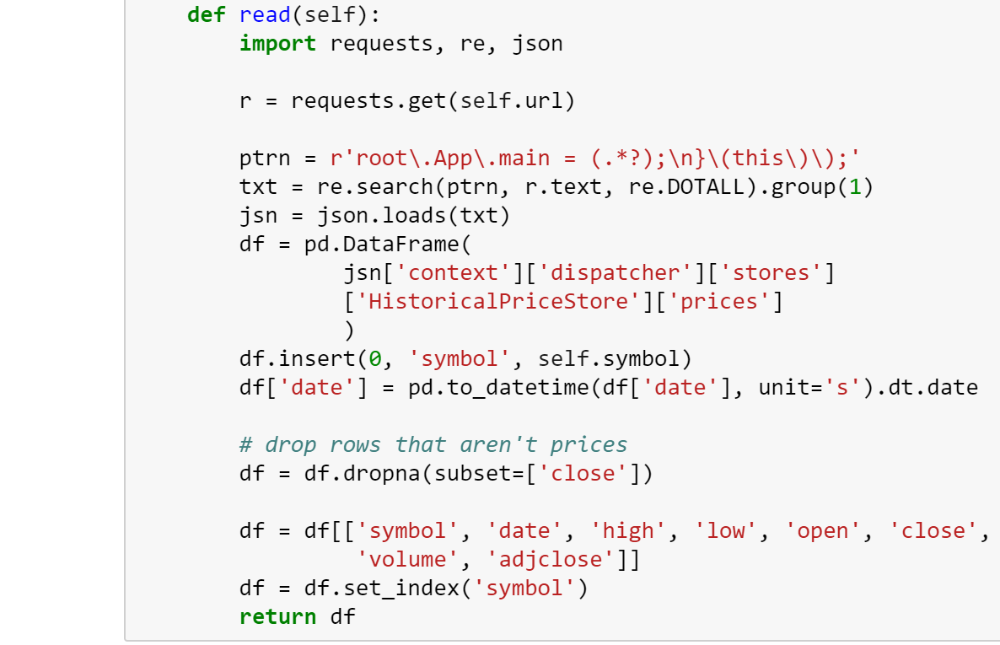 def read(self):
import requests, re, json
r = requests.get(self.url)
ptrn = r'root\.App\.main = (.*?);\n}\(this\)\);'
txt = re.search(ptrn, r.text, re.DOTALL).group(1)
jsn = json.loads(txt)
df = pd.DataFrame(
jsn['context']['dispatcher']['stores']
['HistoricalPriceStore']['prices']
)
df.insert(0, 'symbol', self.symbol)
df['date'] = pd.to_datetime(df['date'], unit='s').dt.date
# drop rows that aren't prices
df = df.dropna(subset=['close'])
df = df[['symbol', 'date', 'high', 'low', 'open', 'close',
'volume', 'adjclose']]
df = df.set_index('symbol')
return df